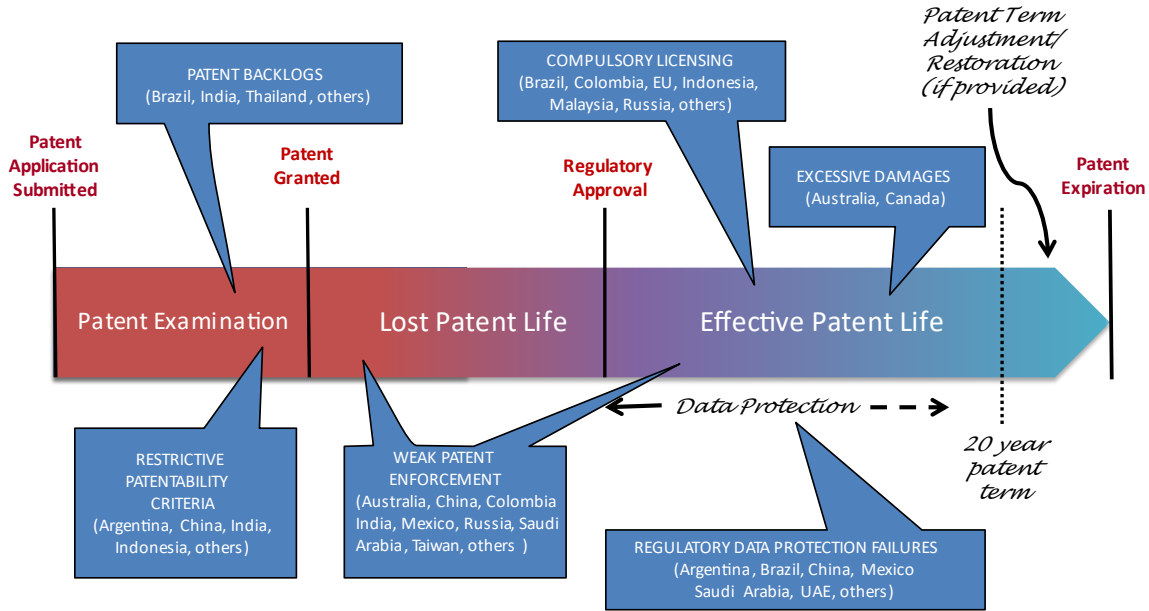 Patent Term
Adjustment/
Restoration
(if provided)
PATENT BACKLOGS
(Brazil, India, Thailand, others)
COMPULSORY LICENSING
(Brazil, Colombia, EU, Indonesia,
Malaysia, Russia, others)
Patent
Application
Submitted
Patent
Granted
Regulatory
Approval
EXCESSIVE DAMAGES
(Australia, Canada)
Patent
Expiration
Patent Examination
Lost Patent Life
Effective Patent Life
Data Protection
20 year
patent
term
RESTRICTIVE
PATENTABILITY
CRITERIA
(Argentina, China, India,
Indonesia, others)
WEAK PATENT
ENFORCEMENT
(Australia, China, Colombia
India, Mexico, Russia, Saudi
Arabia, Taiwan, others )
REGULATORY DATA PROTECTION FAILURES
(Argentina, Brazil, China, Mexico
Saudi Arabia, UAE, others)